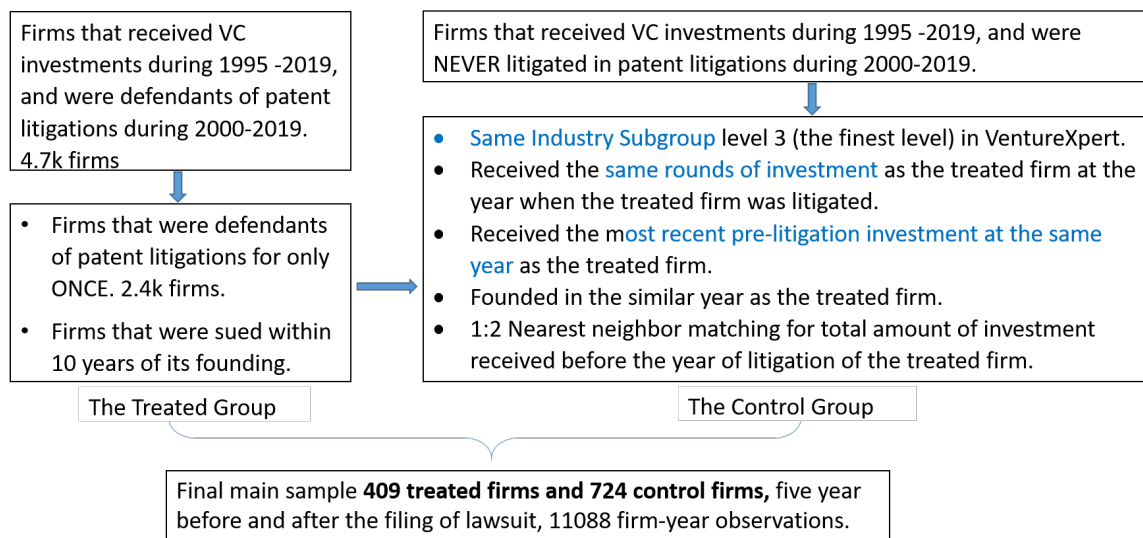 Firms that received VC
investments during 1995 -2019,
and were defendants of patent
litigations during 2000-2019.
4.7k firms
• Firms that were defendants
of patent litigations for only
ONCE. 2.4k firms.
• Firms that were sued within
10 years of its founding.
The Treated Group
Firms that received VC investments during 1995 -2019, and were
NEVER litigated in patent litigations during 2000-2019.
• Same Industry Subgroup level 3 (the finest level) in VentureXpert.
• Received the same rounds of investment as the treated firm at the
year when the treated firm was litigated.
• Received the most recent pre-litigation investment at the same
year as the treated firm.
• Founded in the similar year as the treated firm.
• 1:2 Nearest neighbor matching for total amount of investment
received before the year of litigation of the treated firm.
The Control Group
Final main sample 409 treated firms and 724 control firms, five year
before and after the filing of lawsuit, 11088 firm-year observations.